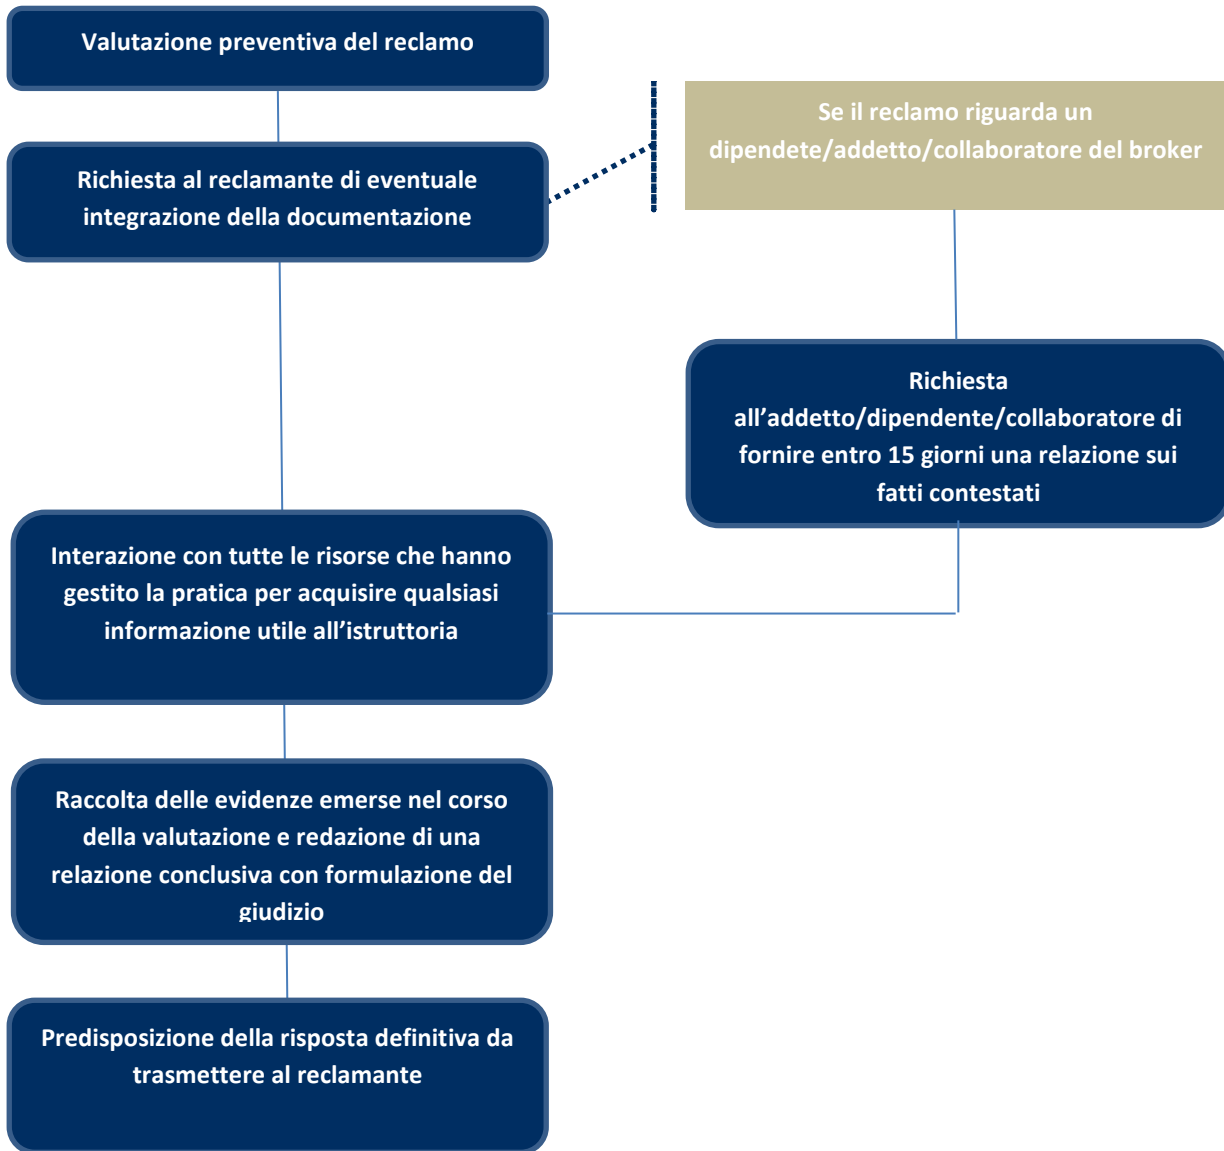 Valutazione preventiva del reclamo
Richiesta al reclamante di eventuale
integrazione della documentazione
Se il reclamo riguarda un
dipendete/addetto/collaboratore del broker
Richiesta
all’addetto/dipendente/collaboratore di
fornire entro 15 giorni una relazione sui
fatti contestati
Interazione con tutte le risorse che hanno
gestito la pratica per acquisire qualsiasi
informazione utile all’istruttoria
Raccolta delle evidenze emerse nel corso
della valutazione e redazione di una
relazione conclusiva con formulazione del
giudizio
Predisposizione della risposta definitiva da
trasmettere al reclamante